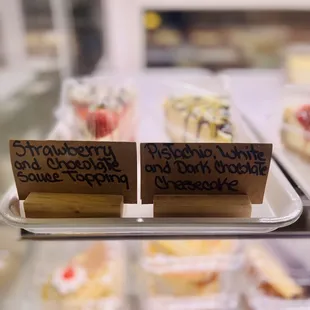 Strawberry
and Chocolate
Sauce Topping
Pistachio, White
and Dark Chocolate
Cheesecake